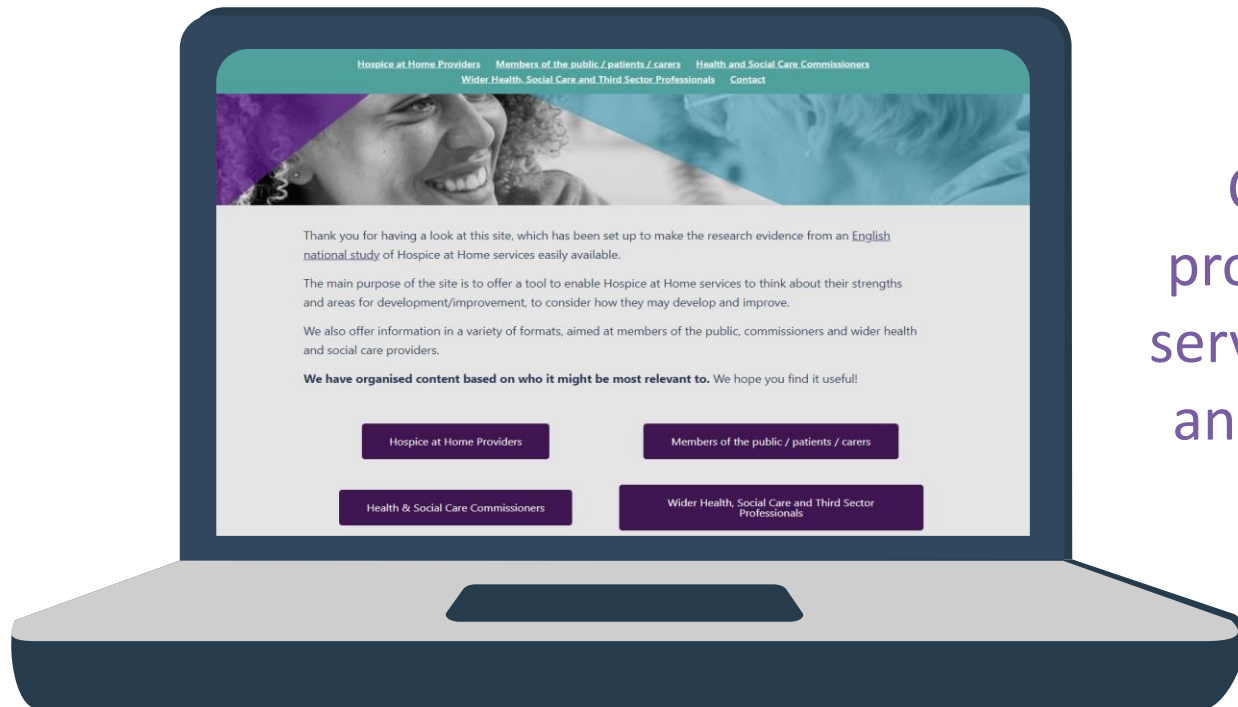 Hospice at Home Providers Members of the public / patients / carers Health and Social Care Commissioners
Wider Health, Social Care and Third Sector Professionals Contact
Thank you for having a look at this site, which has been set up to make the research evidence from an English
national study of Hospice at Home services easily available.
The main purpose of the site is to offer a tool to enable Hospice at Home services to think about their strengths
and areas for development/improvement, to consider how they may develop and improve.
We also offer information in a variety of formats, aimed at members of the public, commissioners and wider health
and social care providers.
We have organised content based on who it might be most relevant to. We hope you find it useful!
Hospice at Home Providers
Members of the public / patients / carers
Health & Social Care Commissioners
Wider Health, Social Care and Third Sector
Professionals